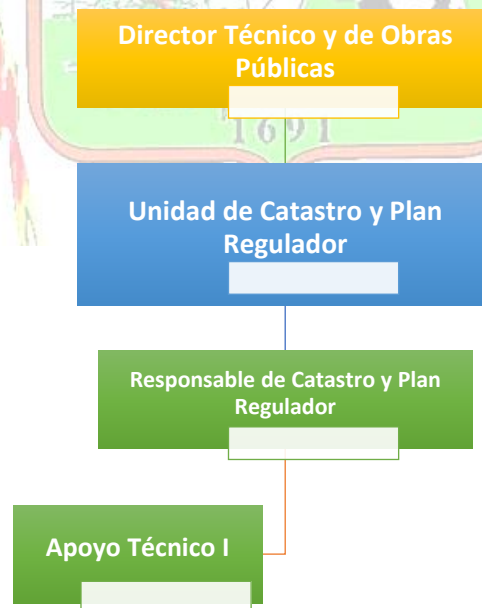 Director Técnico y de Obras
Públicas
1691
Unidad de Catastro y Plan
Regulador
Responsable de Catastro y Plan
Regulador
Apoyo Técnico I